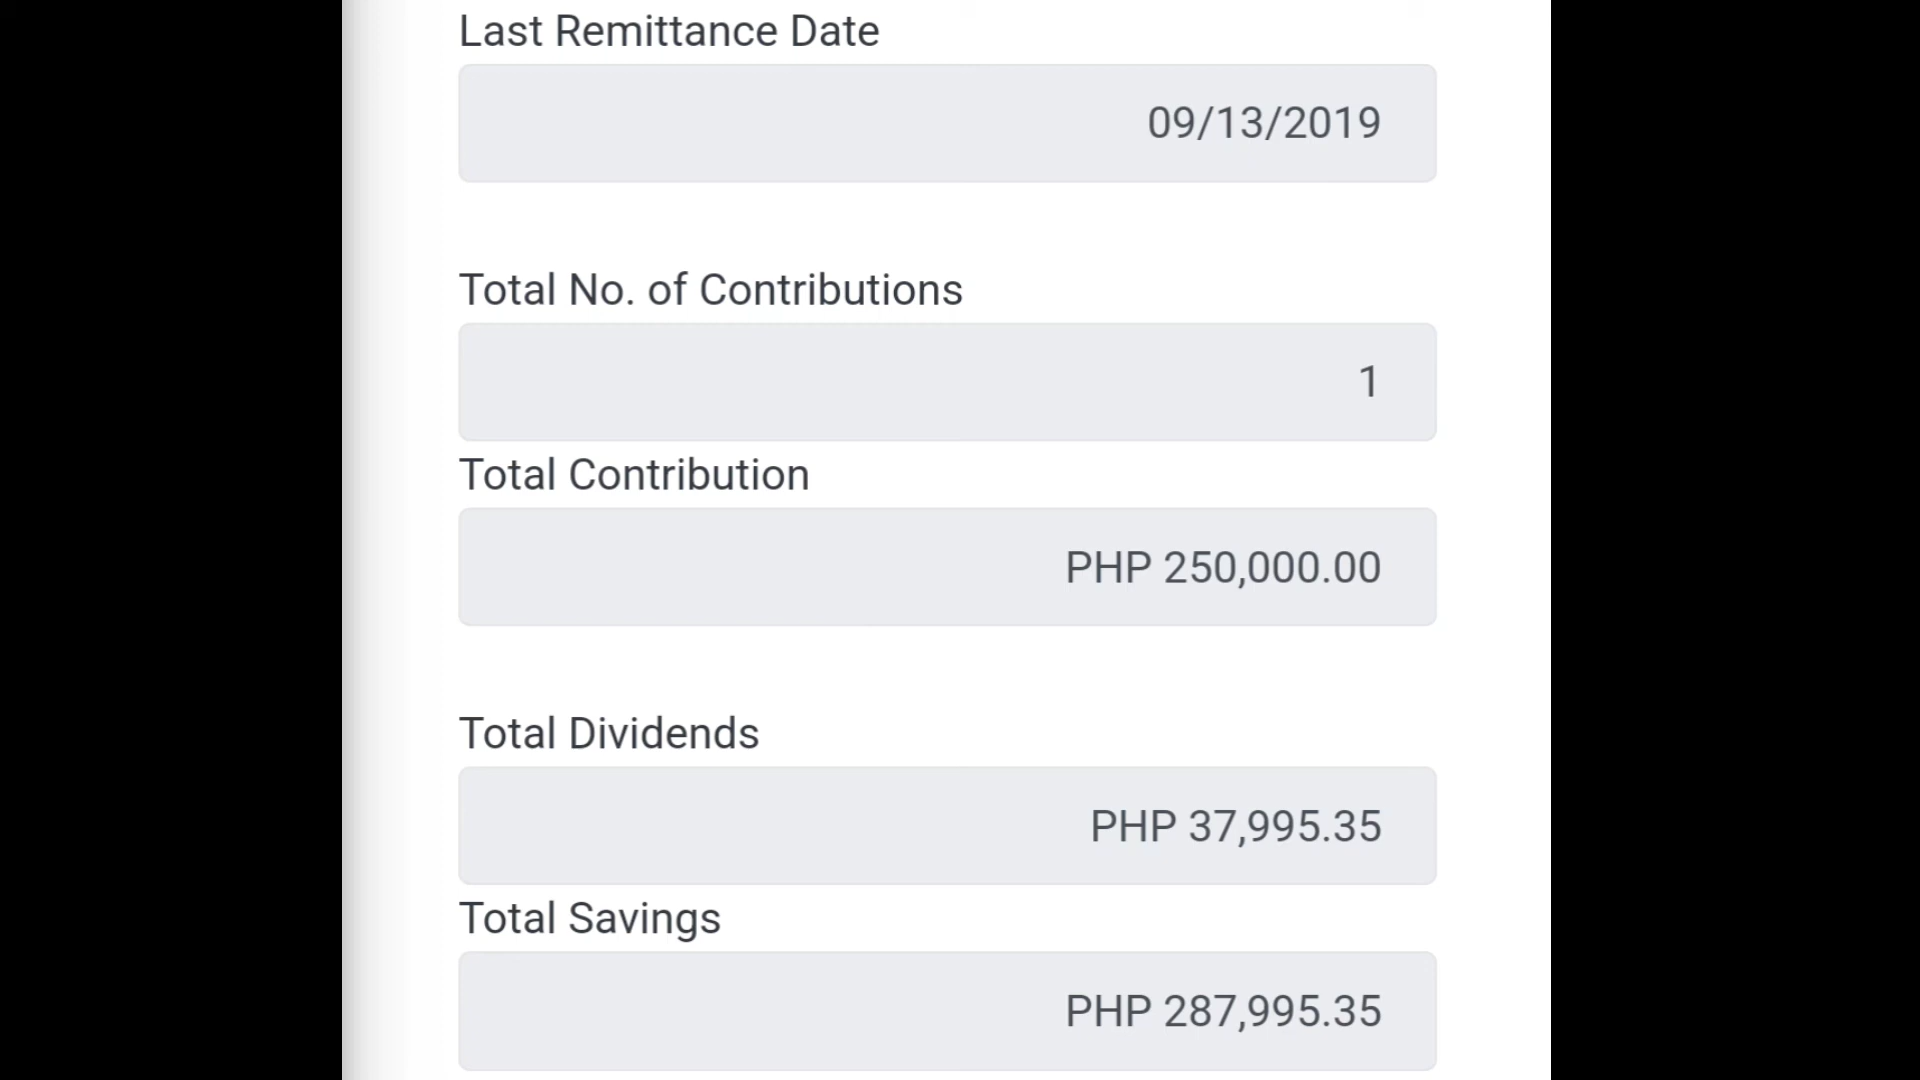 Last Remittance Date
09/13/2019
Total No. of Contributions
1
Total Contribution
PHP 250,000.00
Total Dividends
PHP 37,995.35
Total Savings
PHP 287,995.35